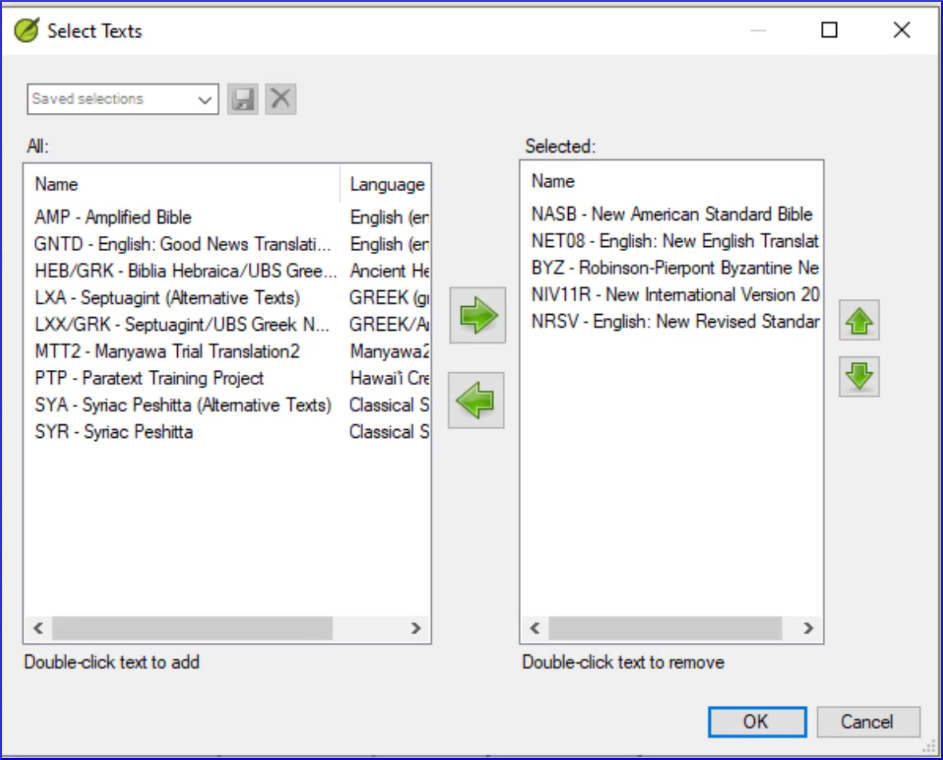 Select Texts
Saved selections
All:
Name Language
AMP - Amplified Bible English (en
GNTD - English: Good News Translati... English (en
HEB/GRK - Biblia Hebraica/UBS Gree... Ancient He
LXA - Septuagint (Alternative Texts) GREEK (g
LXX/GRK - Septuagint/UBS Greek N... GREEK/A
MTT2 - Manyawa Trial Translation2 Manyawa2
PTP - Paratext Training Project Hawai'i Cre
SYA - Syriac Peshitta (Alternative Texts) Classical S
SYR - Syriac Peshitta Classical S
Double-click text to add
Selected:
Name
NASB - New American Standard Bible
NET08 - English: New English Translat
BYZ - Robinson-Pierpont Byzantine Ne
NIV11R - New International Version 20
NRSV - English: New Revised Standar
Double-click text to remove
OK Cancel